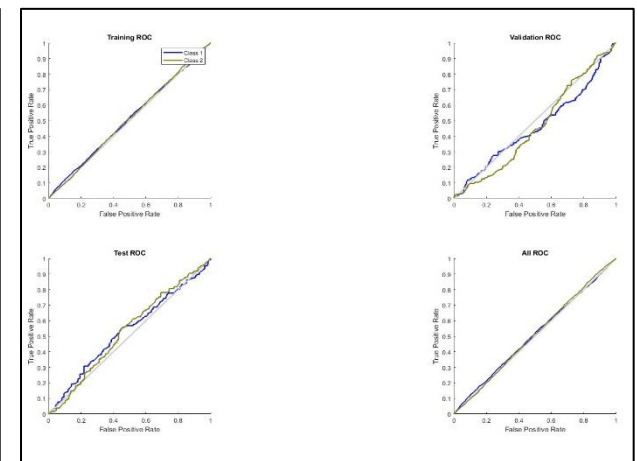 Training ROC
Class 1
Class 2
True Positive Rate
1
0.9
0.8
0.7
0.6
0.5
0.4
0.3
0.2
0.1
0
0 0.2 0.4 0.6 0.8 1
False Positive Rate
Validation ROC
True Positive Rate
1
0.9
0.8
0.7
0.6
0.5
0.4
0.3
0.2
0.1
0
0 0.2 0.4 0.6 0.8 1
False Positive Rate
Test ROC
True Positive Rate
1
0.9
0.8
0.7
0.6
0.5
0.4
0.3
0.2
0.1
0
0 0.2 0.4 0.6 0.8 1
False Positive Rate
All ROC
True Positive Rate
1
0.9
0.8
0.7
0.6
0.5
0.4
0.3
0.2
0.1
0
0 0.2 0.4 0.6 0.8 1
False Positive Rate